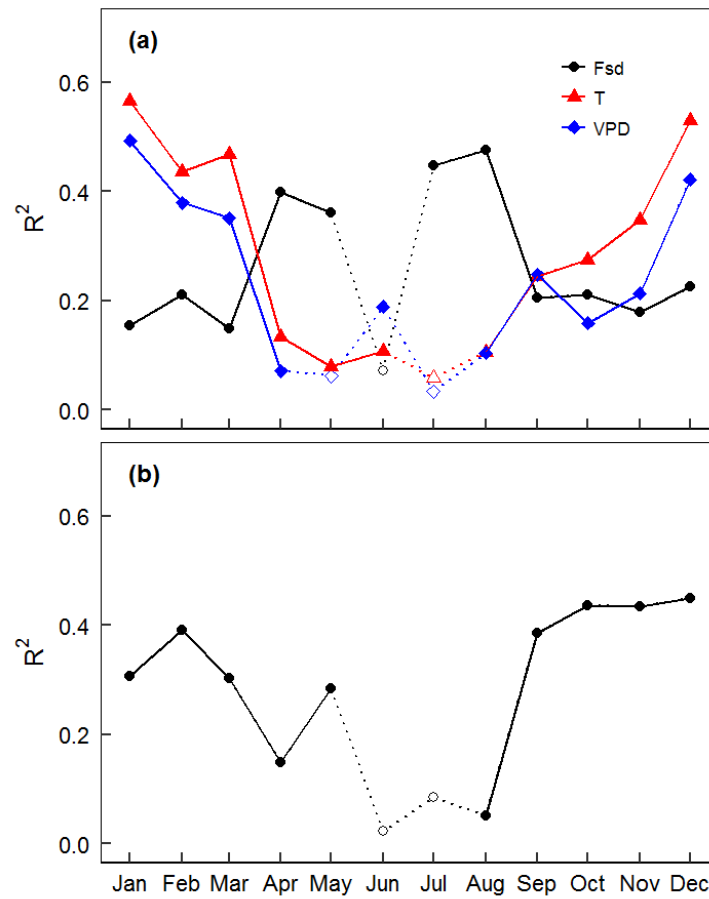 (a)
Fsd
T
VPD
0.6
0.4
0.2
0.0
R²
(b)
0.6
0.4
0.2
0.0
R²
Jan Feb Mar Apr May Jun Jul Aug Sep Oct Nov Dec